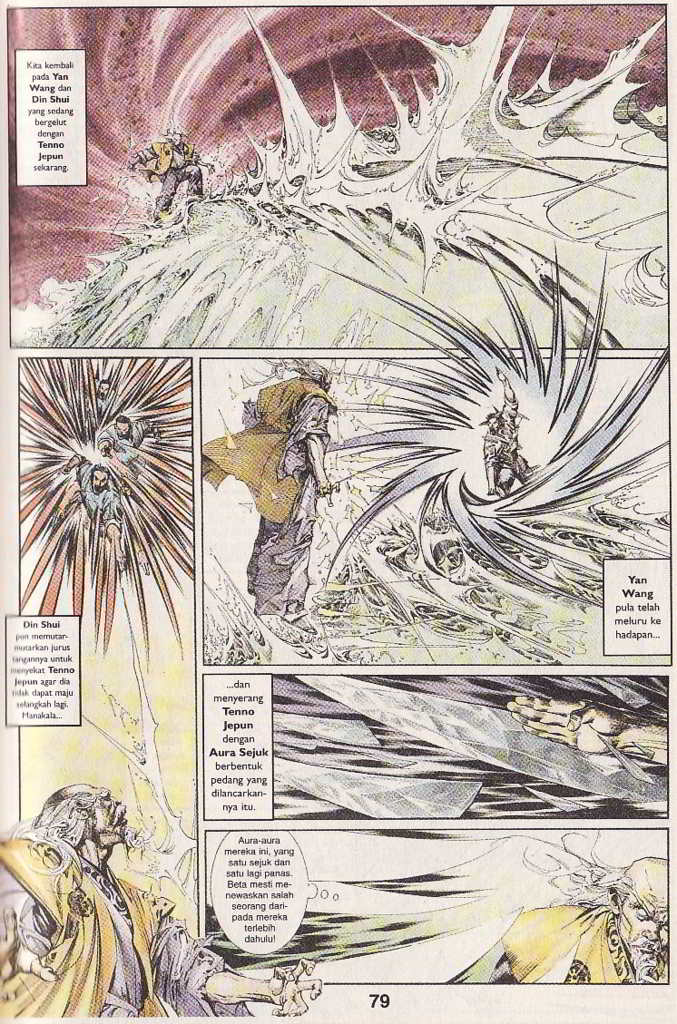 Kita kembali
pada Yan
Wang dan
Din Shui
yang sedang
bergelut
dengan
Tenno
Jepun
sekarang.
Din Shui
pun memutar-
mutarkan jurus
tangannya untuk
menyekat Tenno
Jepun agar dia
tidak dapat maju
selangkah lagi.
Manakala...
Yan
Wang
pula telah
meluru ke
hadapan...
...dan
menyerang
Tenno
Jepun
dengan
Aura Sejuk
berbentuk
pedang yang
dilancarkan-
nya itu.
Aura-aura
mereka ini, yang
satu sejuk dan
satu lagi panas.
Beta mesti me-
newaskan salah
seorang dari-
pada mereka
terlebih
dahulu!
79